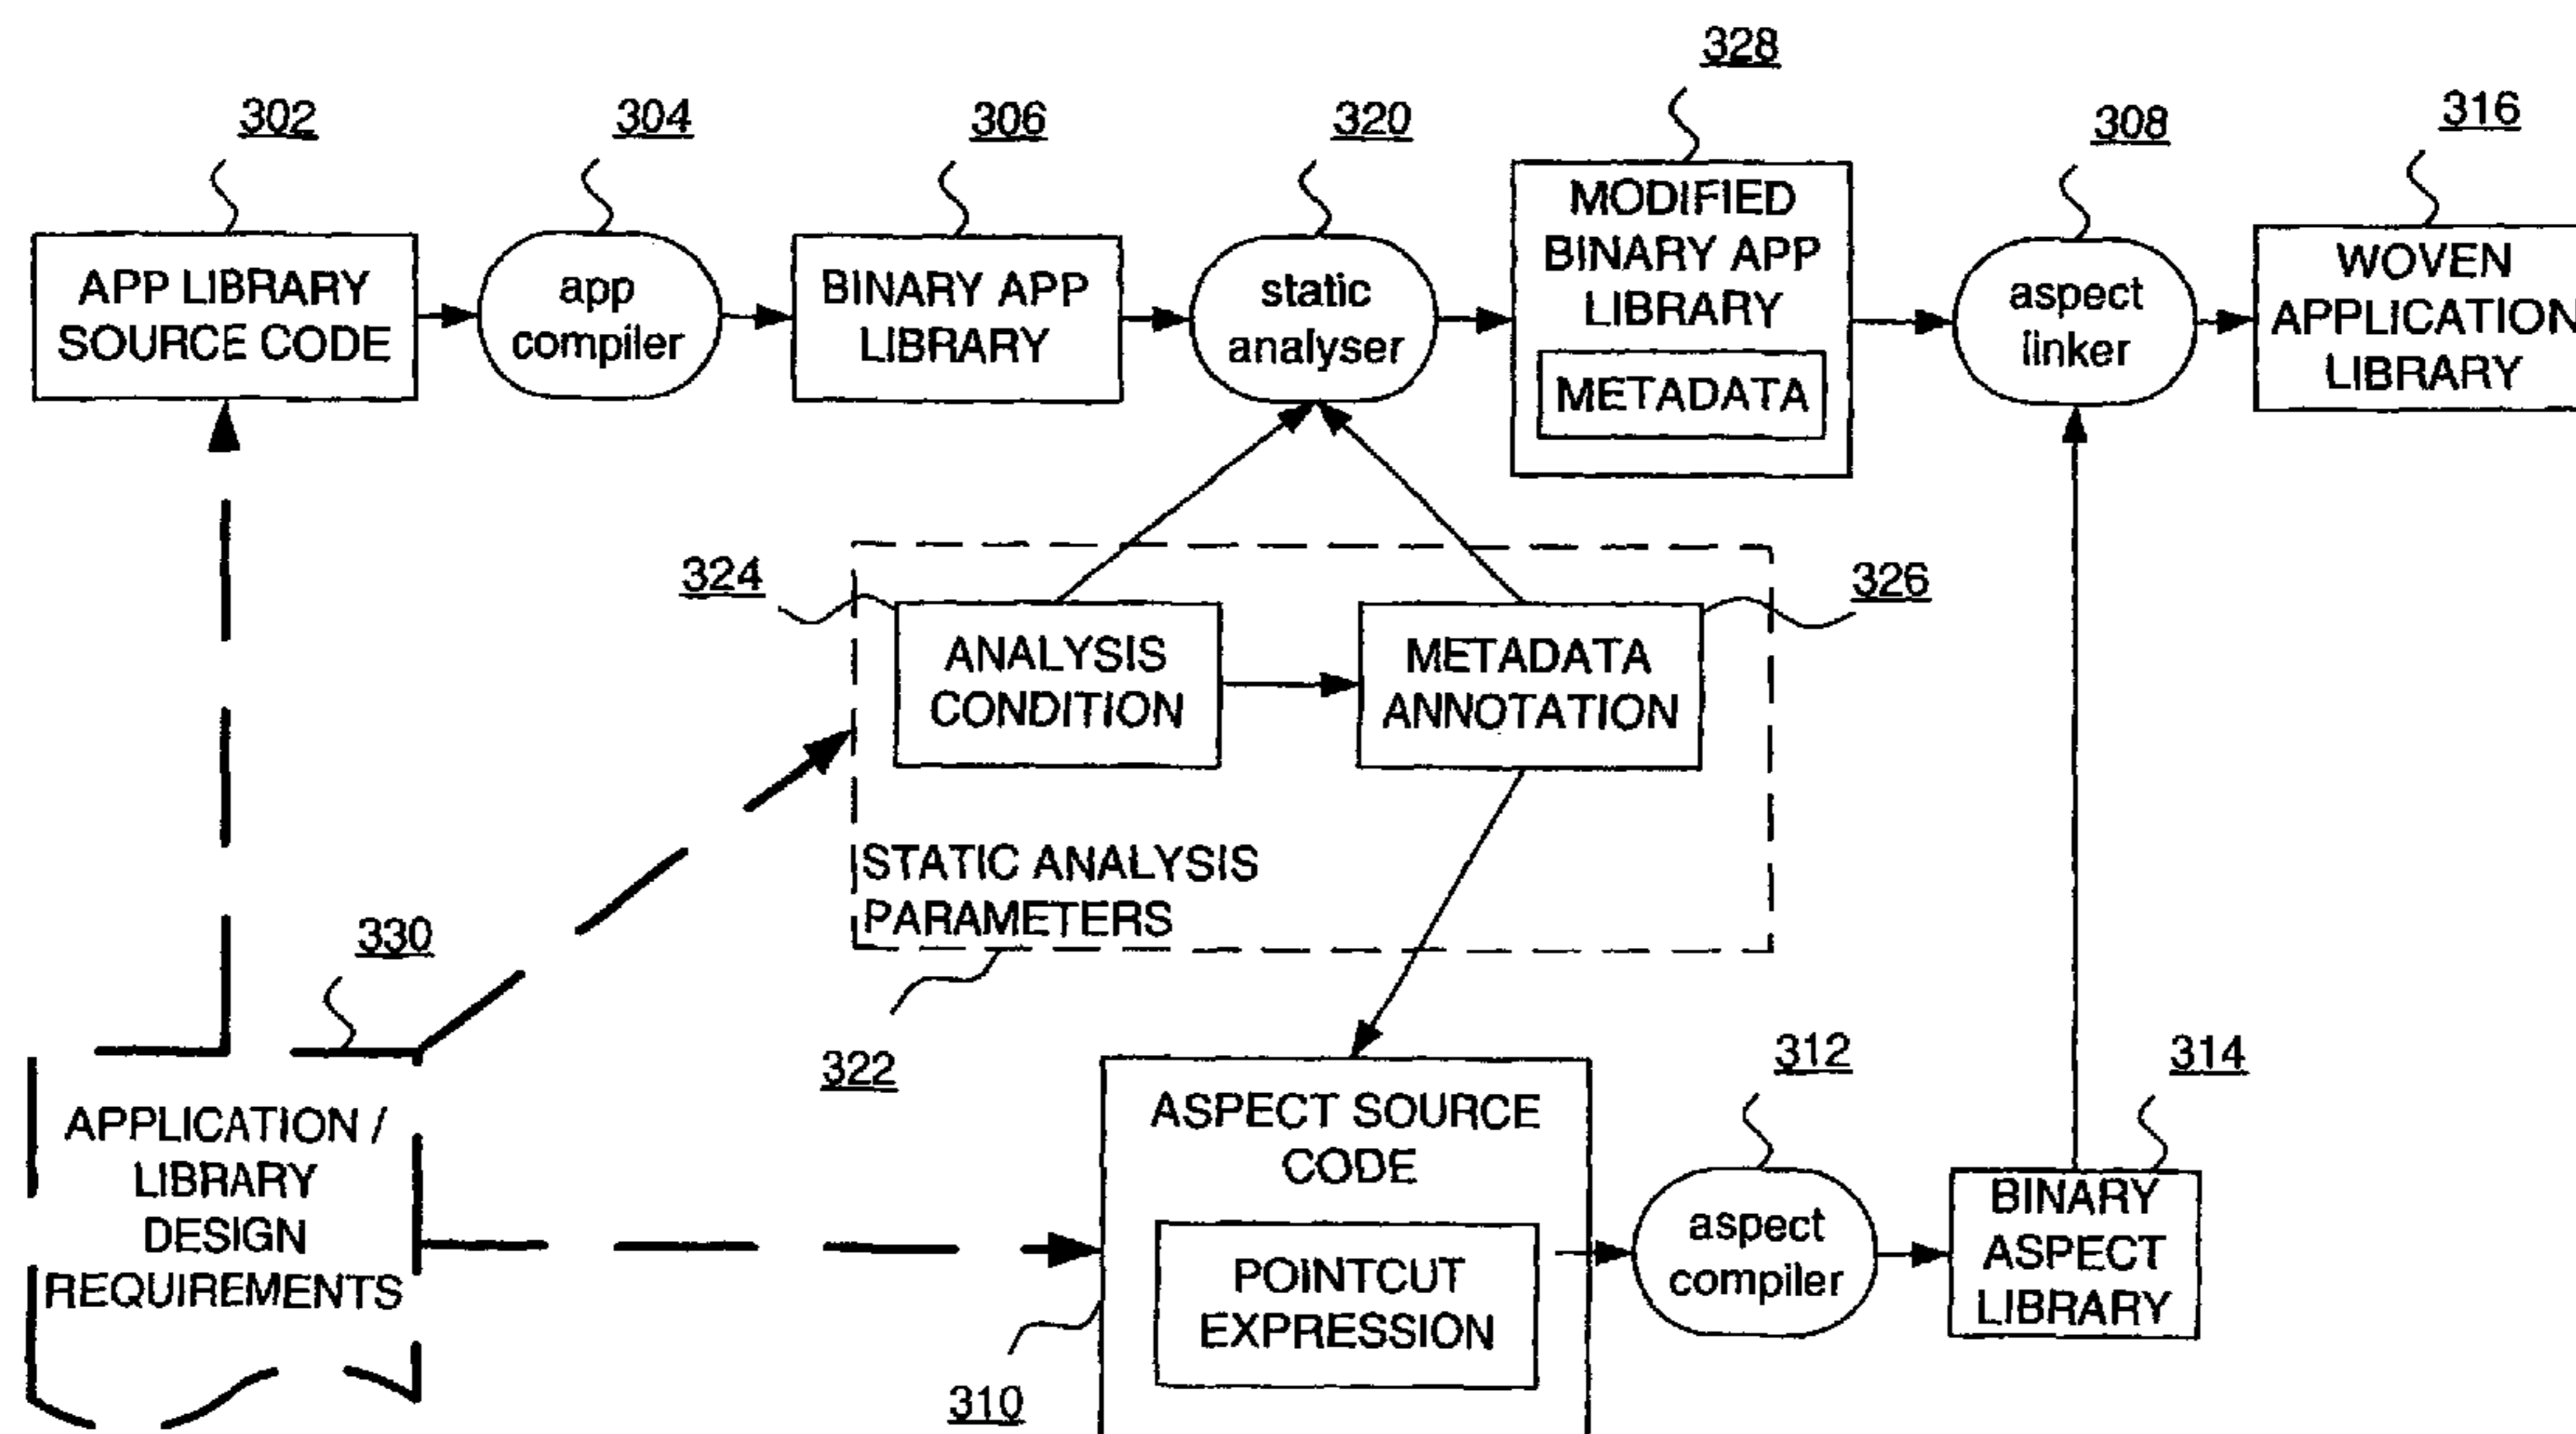 328
302
304
306
320
308
316
APP LIBRARY
SOURCE CODE
app
compiler
BINARY APP
LIBRARY
static
analyser
MODIFIED
BINARY APP
LIBRARY
METADATA
aspect
linker
WOVEN
APPLICATION
LIBRARY
324
326
ANALYSIS
CONDITION
METADATA
ANNOTATION
STATIC ANALYSIS
PARAMETERS
322
330
APPLICATION /
LIBRARY
DESIGN
REQUIREMENTS
ASPECT SOURCE
CODE
POINTCUT
EXPRESSION
310
312
aspect
compiler
314
BINARY
ASPECT
LIBRARY